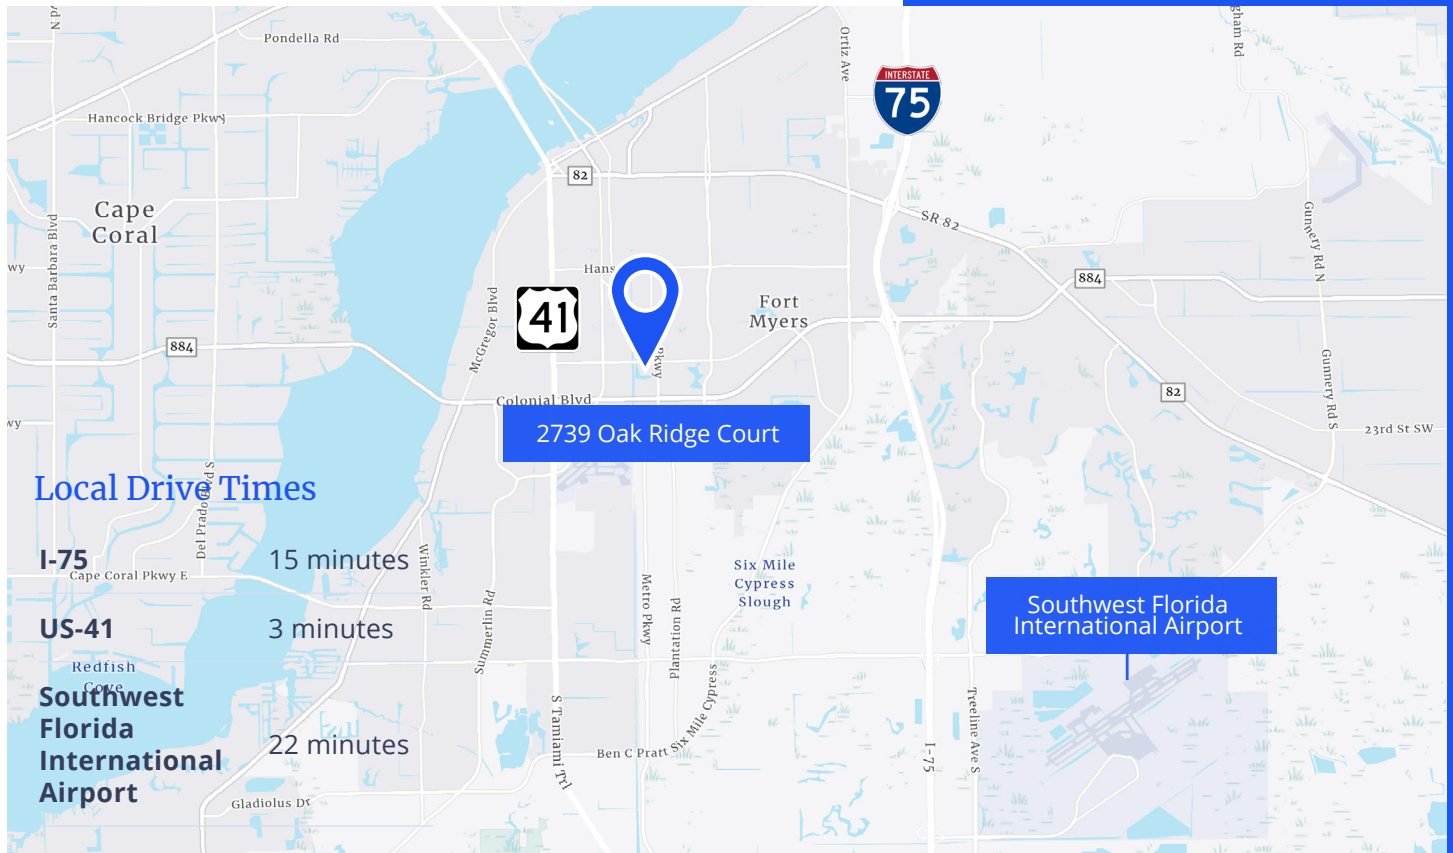 N
Pondella Rd
Ortiz Ave
gham Rd
INTERSTATE
75
Hancock Bridge Pkwy
82
Cape
Coral
Santa Barbara Blvd
SR 82
Gunnery Rd N
wy
Hans
884
McGregor Blvd
41
Fort
Myers
884
Pkwy
Gunnery Rd S
82
Colonial Blvd
wy
2739 Oak Ridge Court
23rd St SW
Del Prado Blvd S
Local Drive Times
I-75 15 minutes
Cape Coral Pkwy E
Winkler Rd
Summerlin Rd
Metro Pkwy
Plantation Rd
Six Mile
Cypress
Slough
Southwest Florida
International Airport
US-41 3 minutes
Redfish
Cove
Southwest
Florida
International
Airport
22 minutes
S Tamiami Trl
Ben C Pratt Six Mile Cypress
I-75
Treeline Ave S
Gladiolus Dr